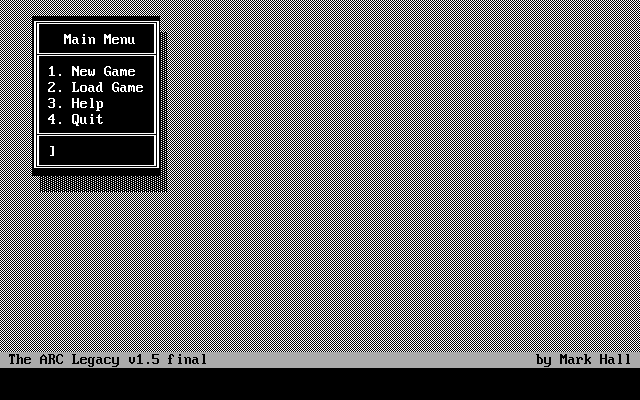 Main Menu
1. New Game
2. Load Game
3. Help
4. Quit
]
The ARC Legacy v1.5 final by Mark Hall